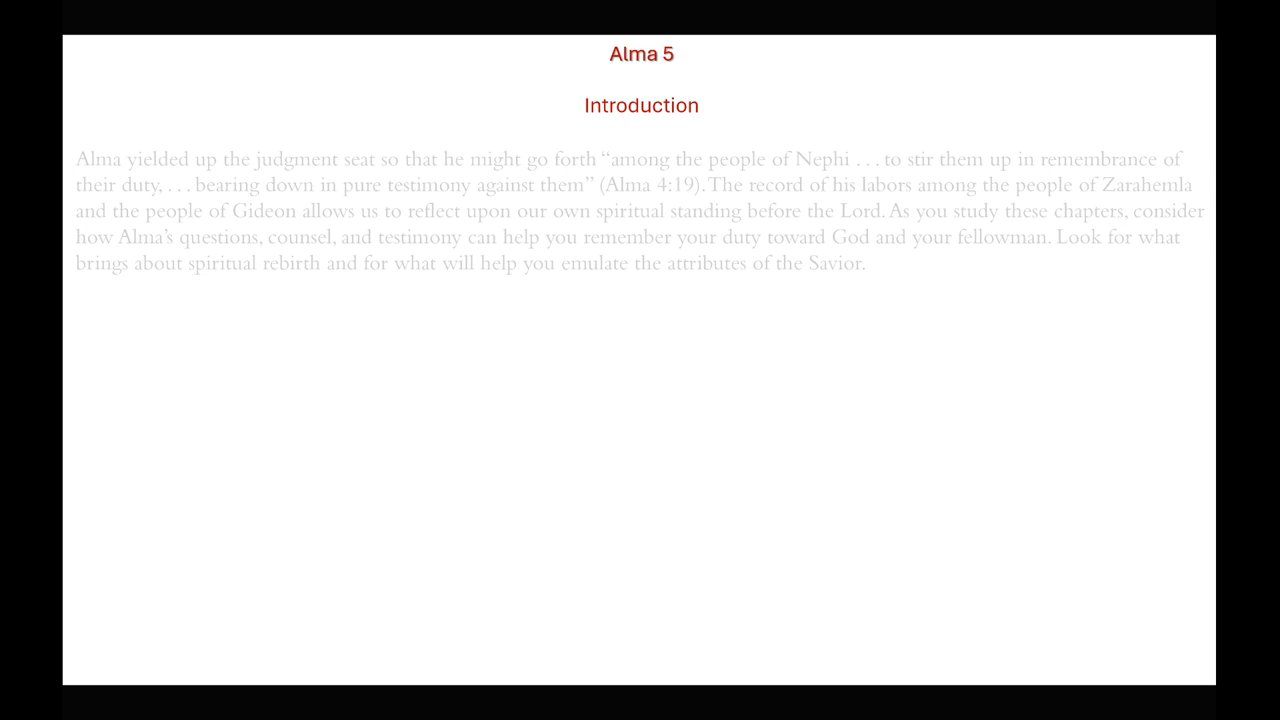 Alma 5
Introduction
Alma yielded up the judgment seat so that he might go forth “among the people of Nephi . . . to stir them up in remembrance of
their duty, . . . bearing down in pure testimony against them” (Alma 4:19). The record of his labors among the people of Zarahemla
and the people of Gideon allows us to reflect upon our own spiritual standing before the Lord. As you study these chapters, consider
how Alma’s questions, counsel, and testimony can help you remember your duty toward God and your fellowman. Look for what
brings about spiritual rebirth and for what will help you emulate the attributes of the Savior.